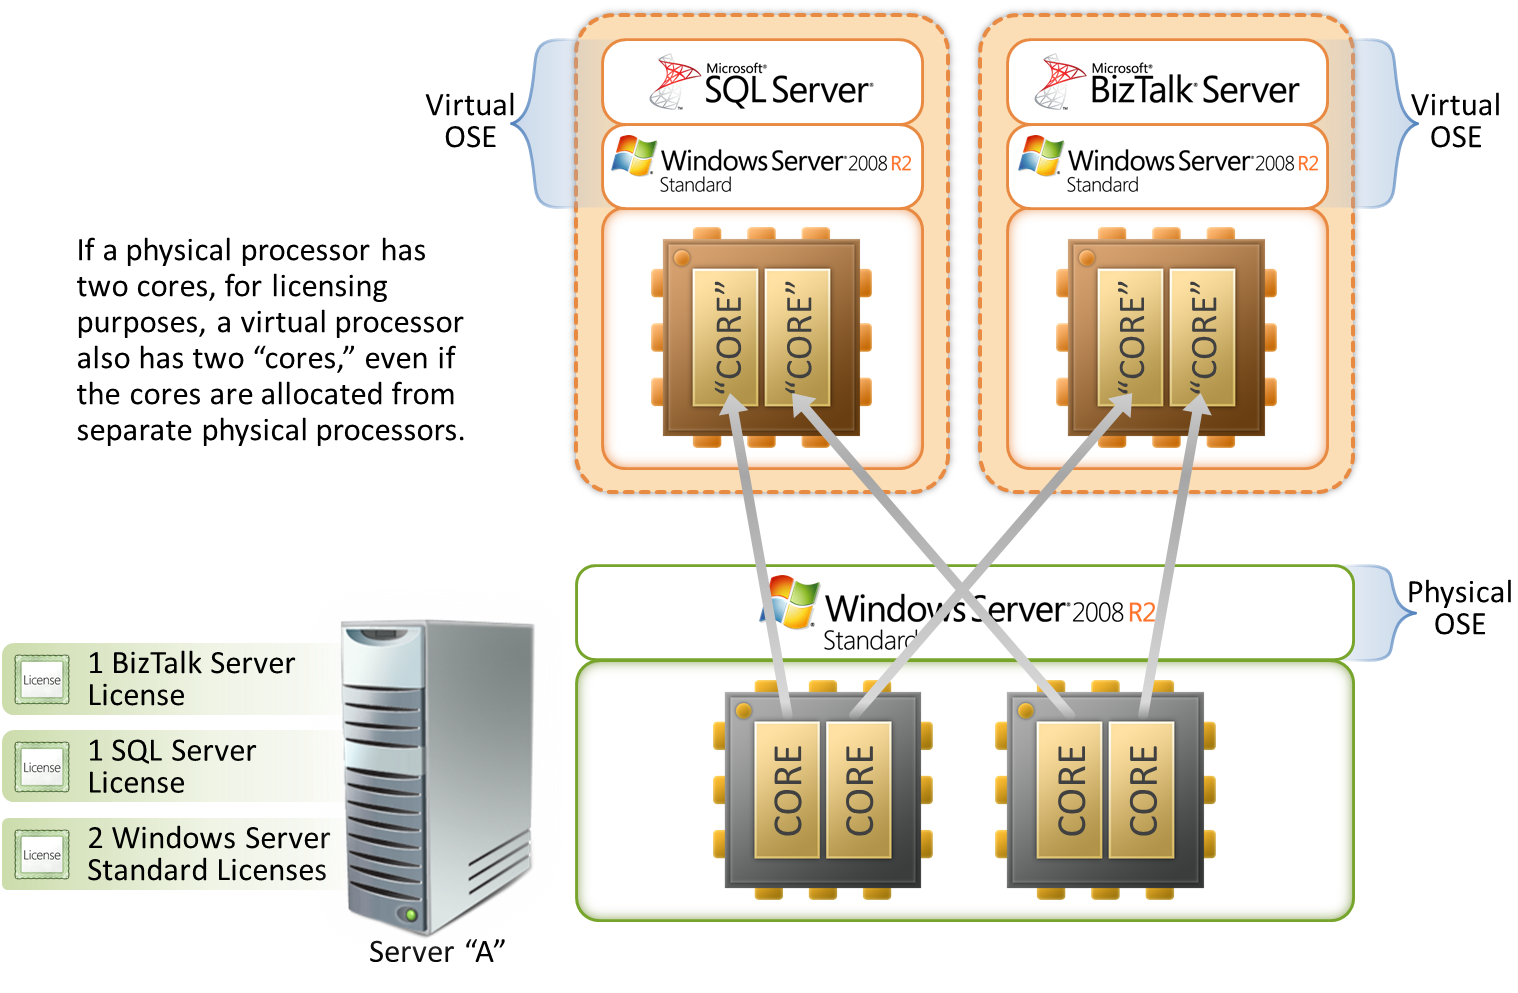 Virtual
OSE
Microsoft®
SQL Server®
Windows Server® 2008 R2
Standard
"CORE"
"CORE"
Microsoft®
BizTalk® Server
Windows Server® 2008 R2
Standard
"CORE"
"CORE"
Virtual
OSE
If a physical processor has
two cores, for licensing
purposes, a virtual processor
also has two “cores,” even if
the cores are allocated from
separate physical processors.
Windows Server® 2008 R2
Standard
Physical
OSE
CORE
CORE
CORE
CORE
License
1 BizTalk Server
License
License
1 SQL Server
License
License
2 Windows Server
Standard Licenses
Server “A”